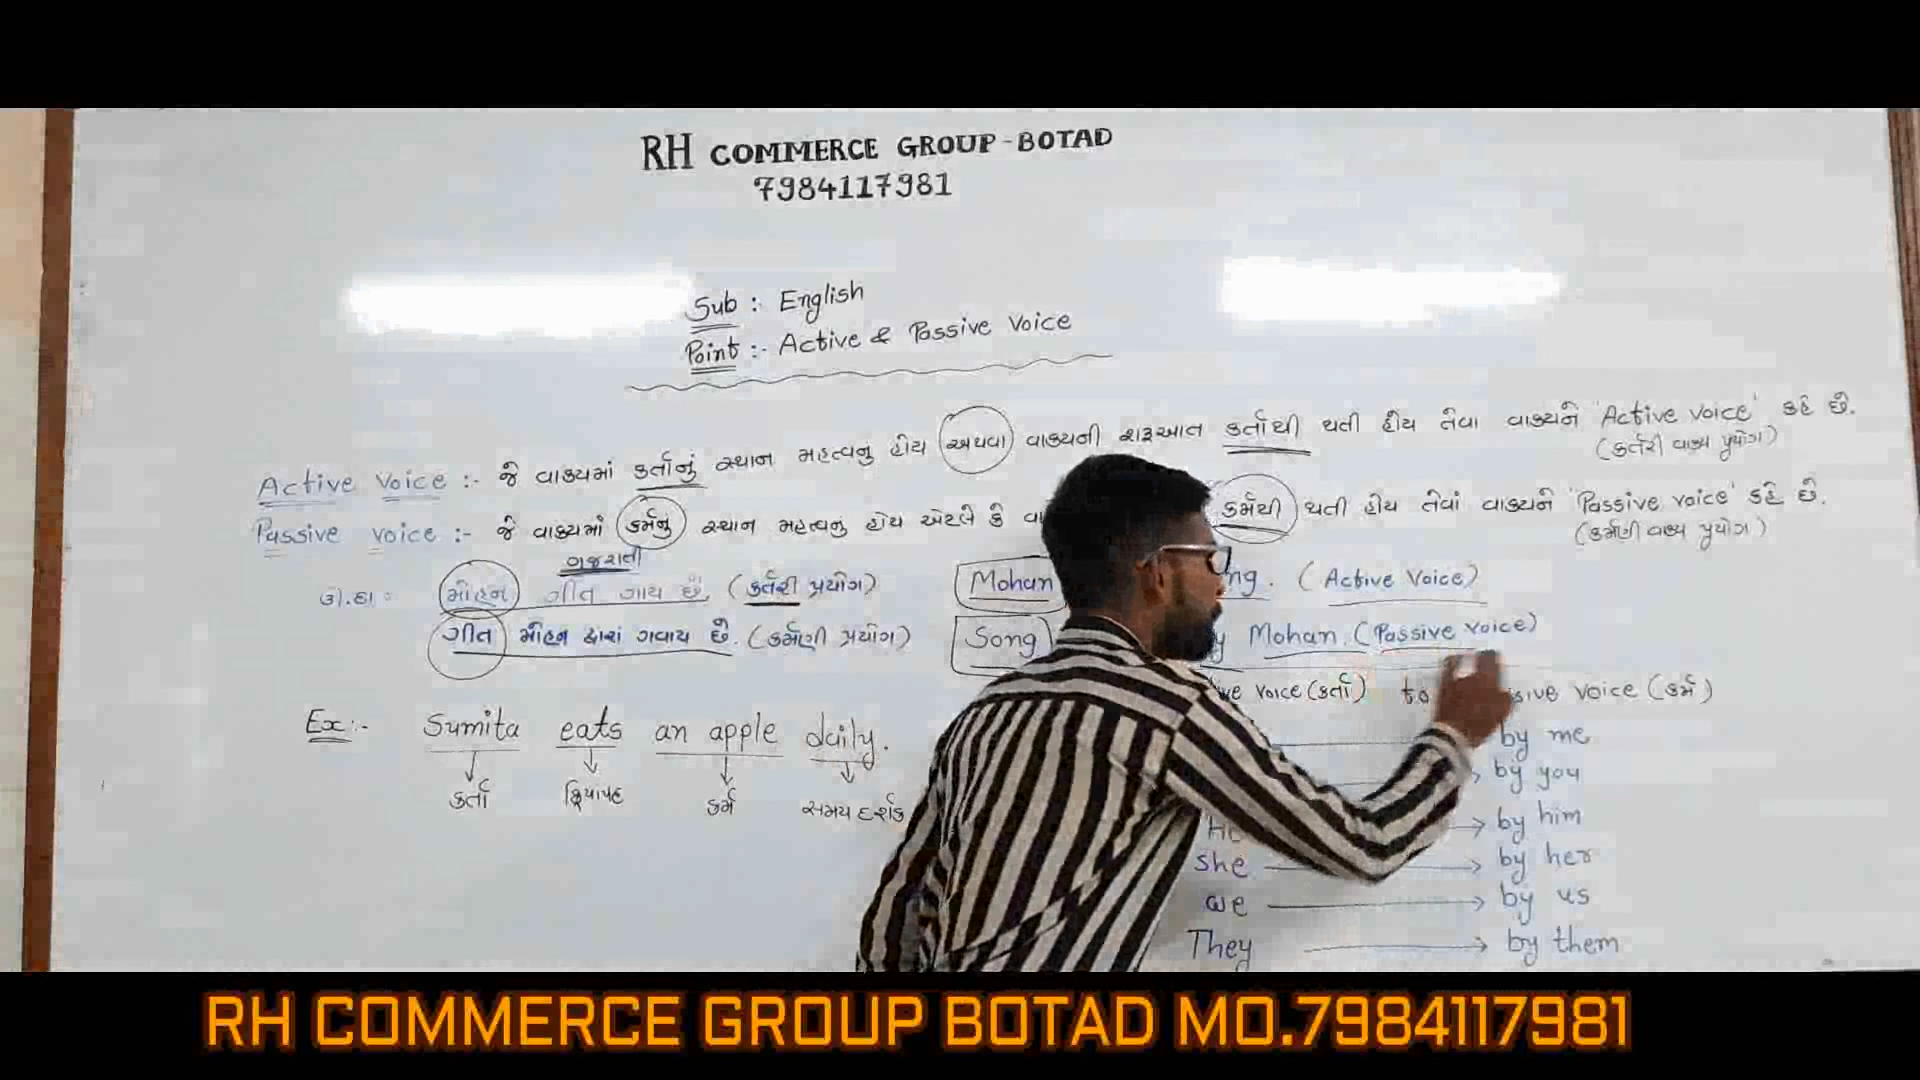 RH COMMERCE GROUP - BOTAD
7984117981
Sub : English
Point :- Active & Passive Voice
Active Voice :- જે વાક્યમાં કર્તાનું સ્થાન મહત્વનું હોય અથવા વાક્યની શરૂઆત કર્તાથી થતી હોય તેવા વાક્યને 'Active voice' કહે છે.
(કર્તરી વાક્ય પ્રયોગ)
Passive voice :- જે વાક્યમાં કર્મનું સ્થાન મહત્વનું હોય એટલે કે કર્મથી થતી હોય તેવાં વાક્યને 'Passive voice' કહે છે.
(કર્મણી વાક્ય પ્રયોગ)
ગુજરાતી
ઉ.દા : મોહન ગીત ગાય છે. (કર્તરી પ્રયોગ) Mohan (Active Voice)
ગીત મોહન દ્વારા ગવાય છે. (કર્મણી પ્રયોગ) Song Mohan. (Passive Voice)
voice (કર્તા) to voice (કર્મ)
Ex :- Sumita eats an apple daily.
કર્તા ક્રિયાપદ કર્મ સમય દર્શક
by me
by you
He → by him
She → by her
we → by us
They → by them
RH COMMERCE GROUP BOTAD MO.7984117981